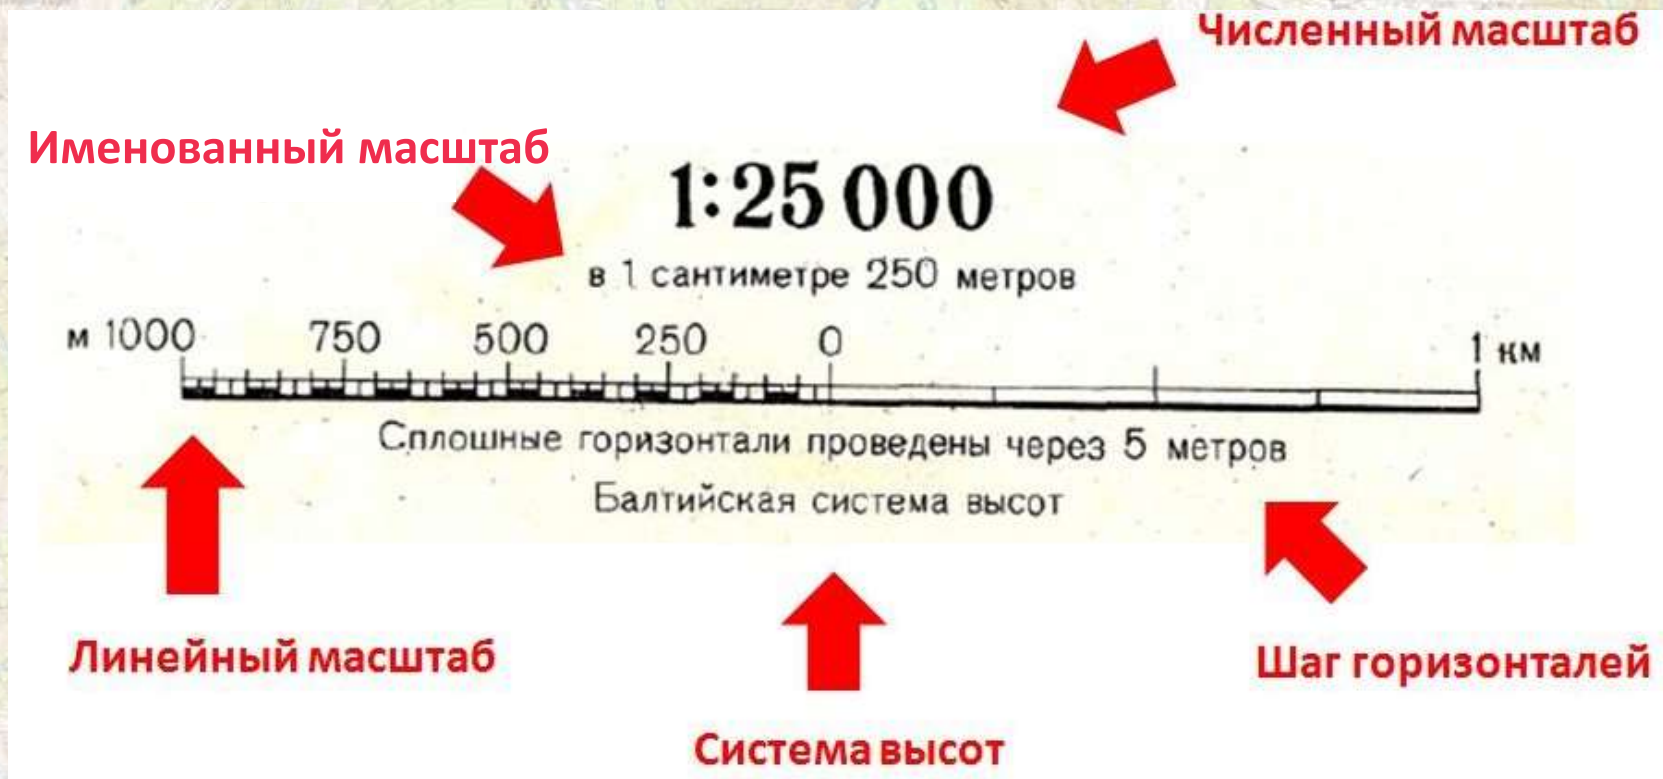 Численный масштаб
Именованный масштаб
1:25 000
в 1 сантиметре 250 метров
м 1000 750 500 250 0 1 км
Сплошные горизонтали проведены через 5 метров
Балтийская система высот
Линейный масштаб
Шаг горизонталей
Система высот